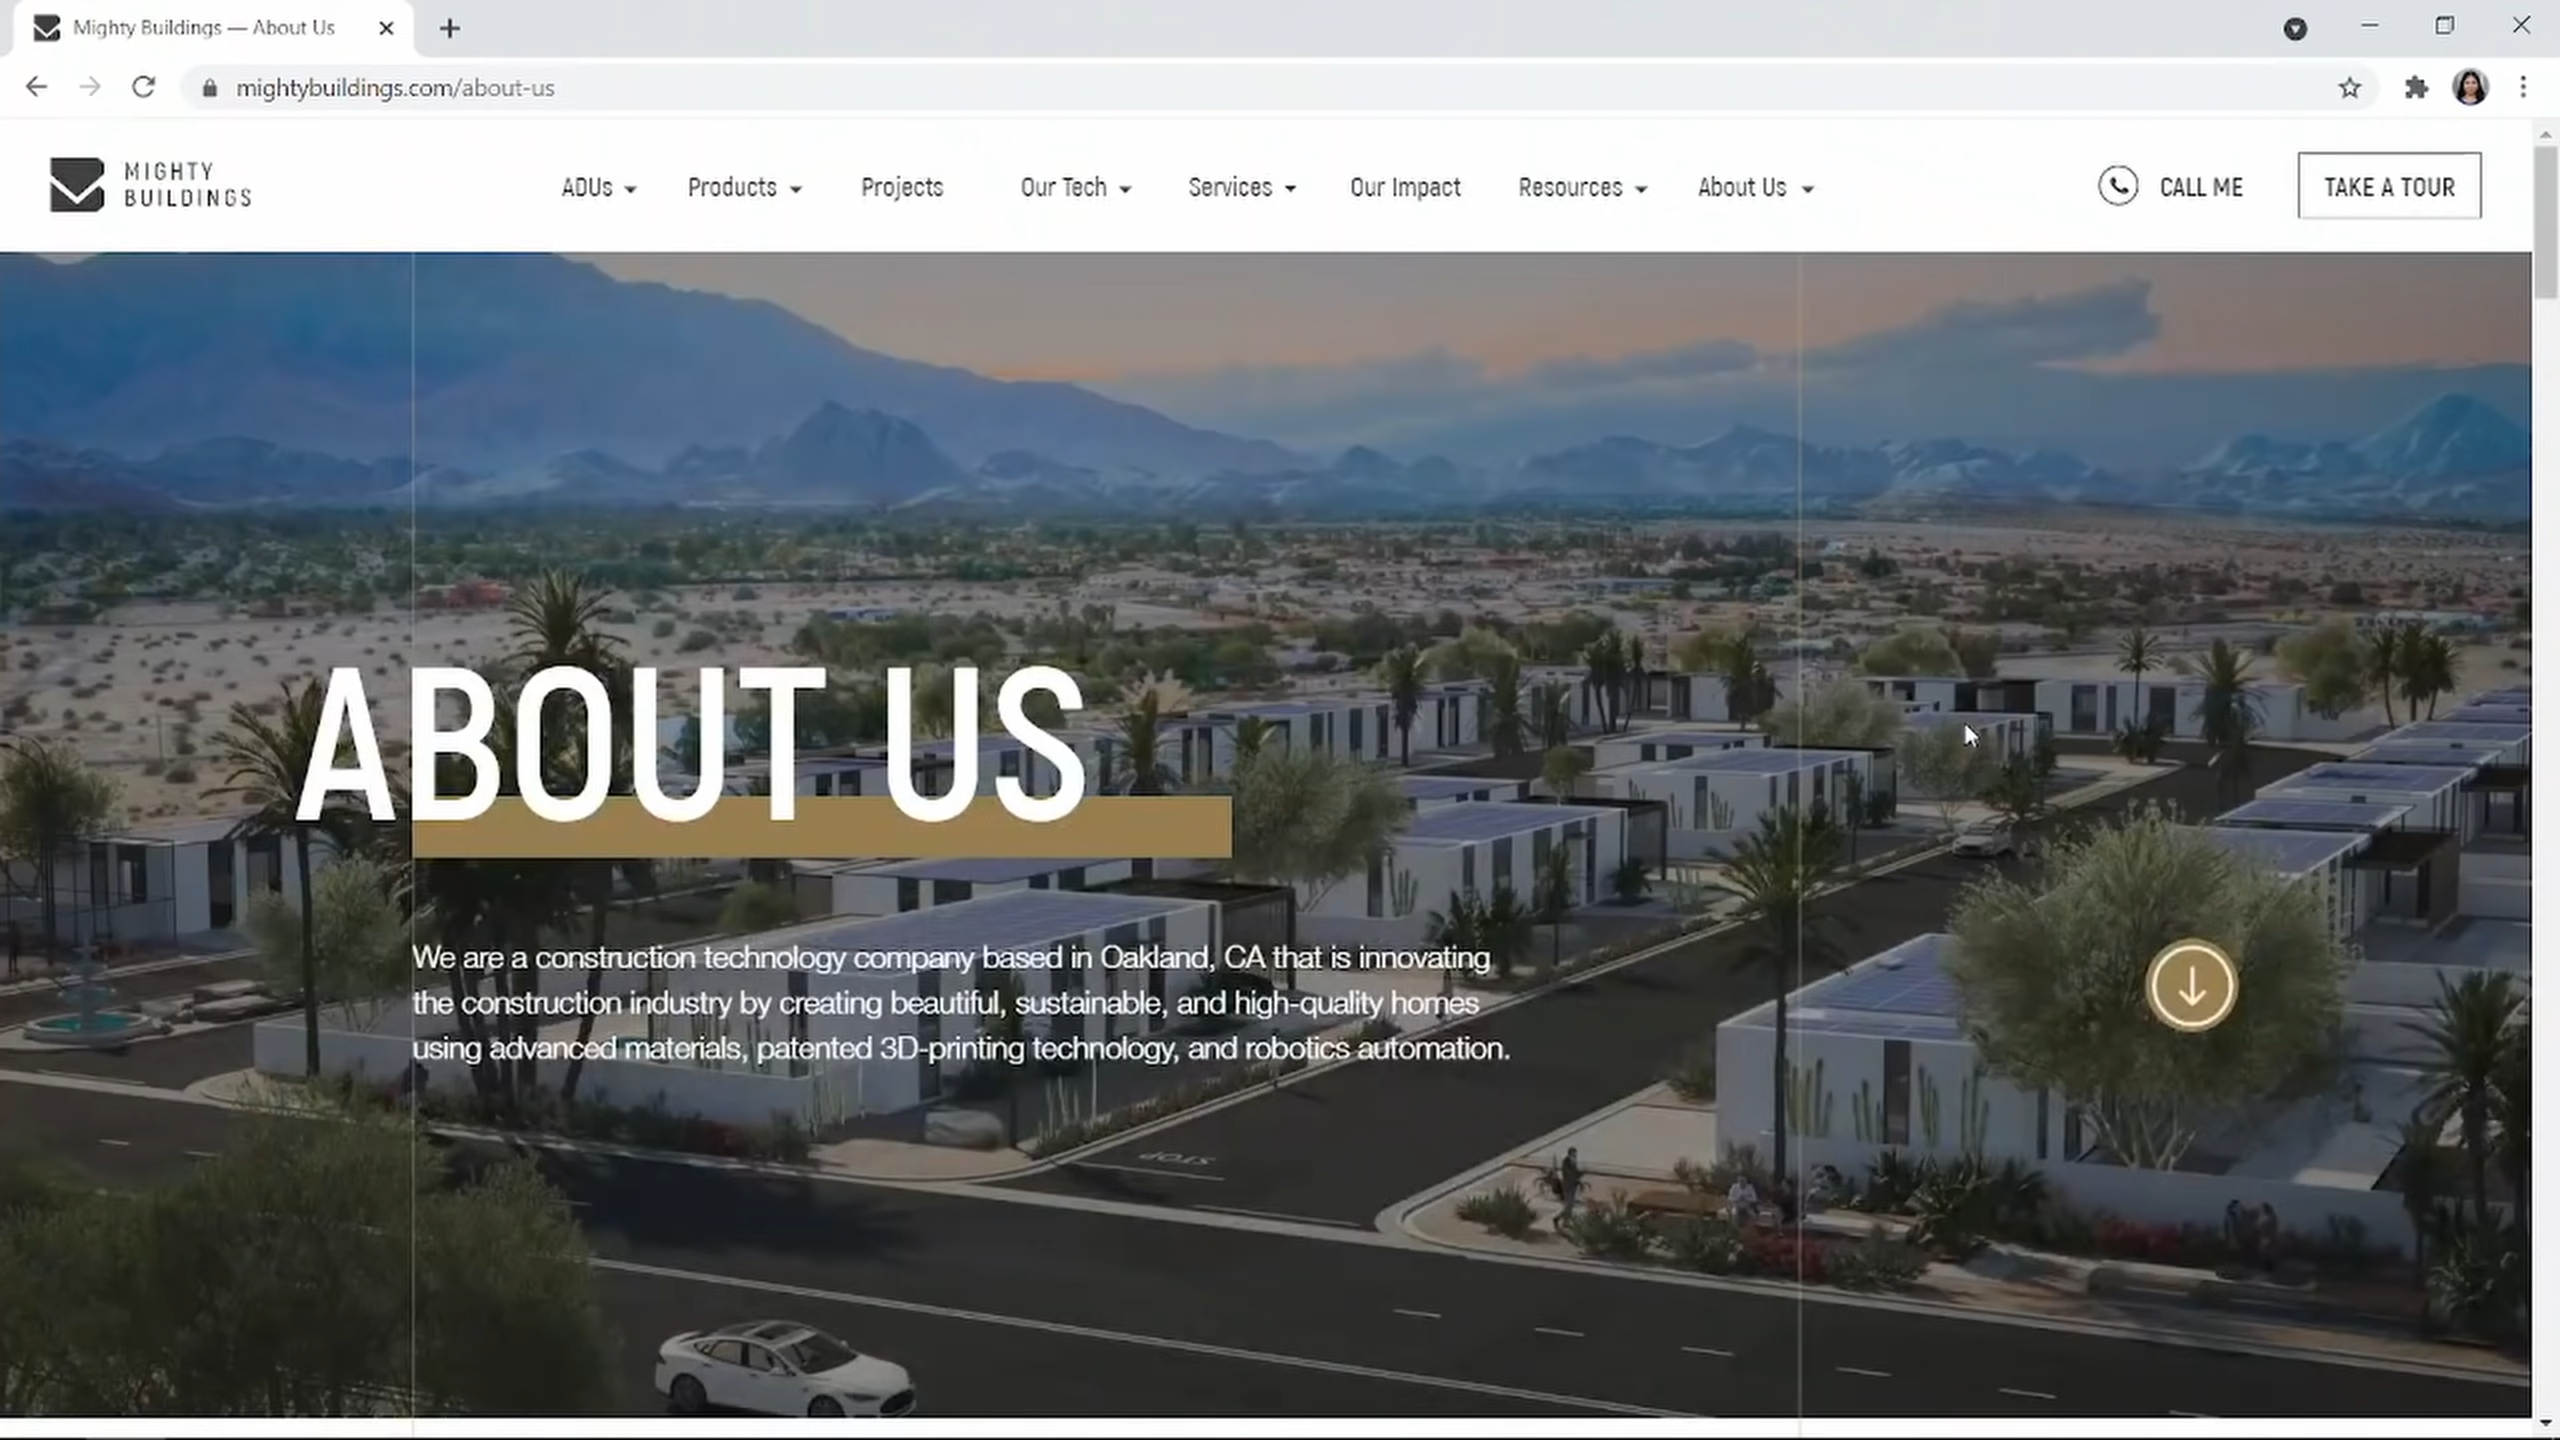 Mighty Buildings — About Us
mightybuildings.com/about-us
MIGHTY
BUILDINGS
ADUs
Products
Projects
Our Tech
Services
Our Impact
Resources
About Us
CALL ME
TAKE A TOUR
ABOUT US
We are a construction technology company based in Oakland, CA that is innovating
the construction industry by creating beautiful, sustainable, and high-quality homes
using advanced materials, patented 3D-printing technology, and robotics automation.
STOP